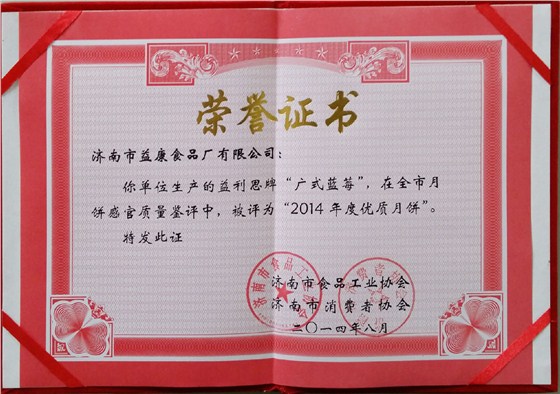 荣誉证书
济南市益康食品厂有限公司：
你单位生产的益利思牌“广式蓝莓”，在全市月
饼感官质量鉴评中，被评为“2014年度优质月饼”。
特发此证
济南市食品工业协会
济南市消费者协会
二〇一四年八月